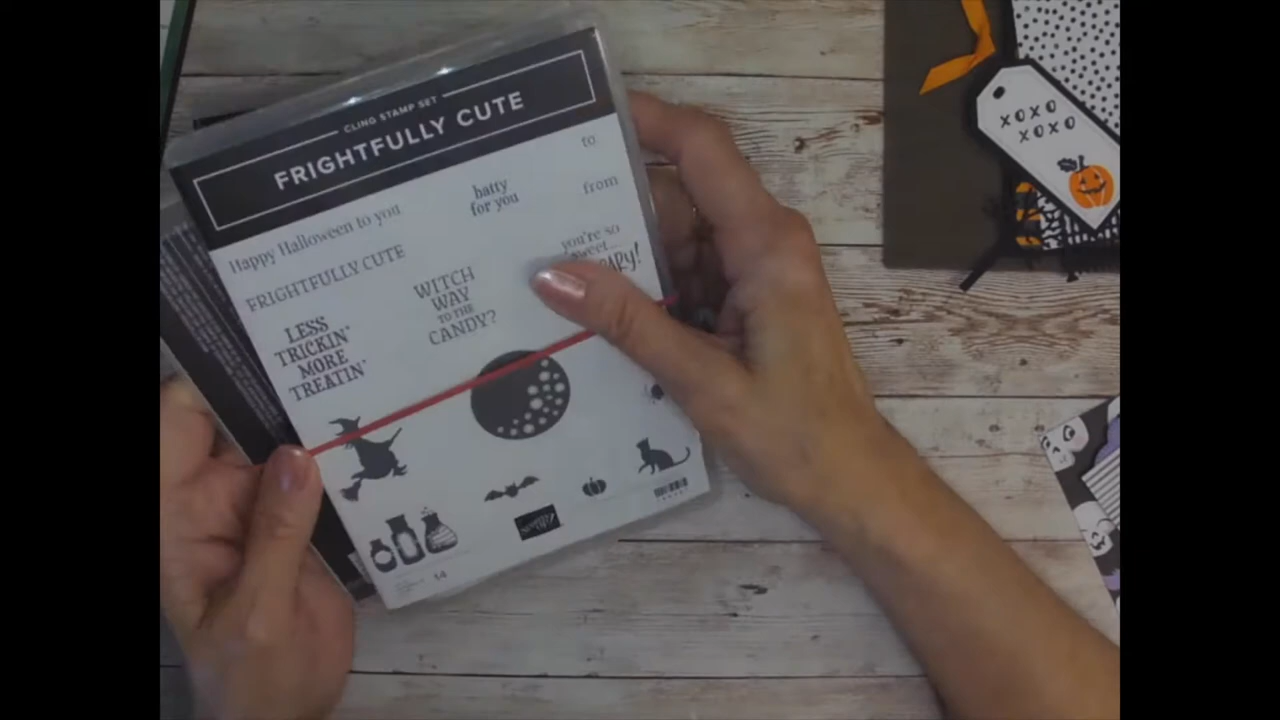 CLING STAMP SET
FRIGHTFULLY CUTE
to
batty
for you
from
Happy Halloween to you
you're so
FRIGHTFULLY CUTE
WITCH
WAY
TO THE
CANDY?
LESS
TRICKIN'
MORE
TREATIN'
14
XOXO
XOXO